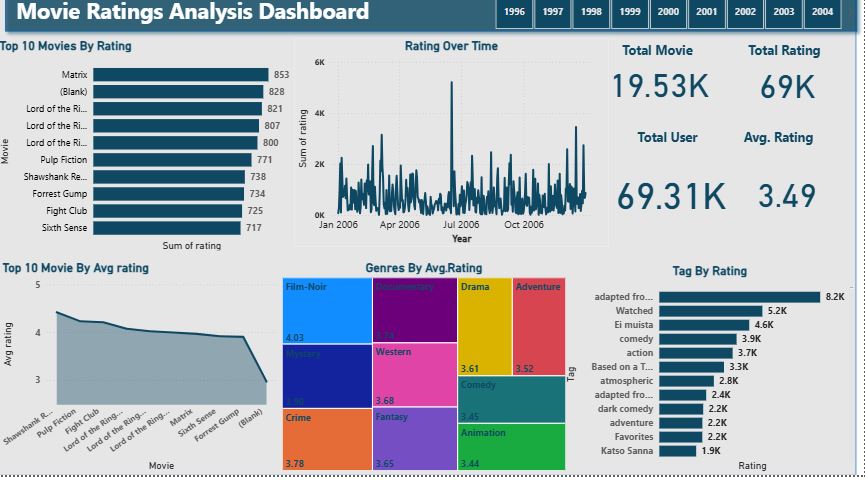 Movie Ratings Analysis Dashboard
1996 1997 1998 1999 2000 2001 2002 2003 2004
Top 10 Movies By Rating
Movie
Matrix 853
(Blank) 828
Lord of the Ri... 821
Lord of the Ri... 807
Lord of the Ri... 800
Pulp Fiction 771
Shawshank Re... 738
Forrest Gump 734
Fight Club 725
Sixth Sense 717
Sum of rating
Rating Over Time
Sum of rating
6K
4K
2K
0K
Jan 2006 Apr 2006 Jul 2006 Oct 2006
Year
Total Movie
19.53K
Total Rating
69K
Total User
69.31K
Avg. Rating
3.49
Top 10 Movie By Avg rating
Avg rating
5
4
3
Shawshank R...
Pulp Fiction
Fight Club
Lord of the Ring...
Lord of the Ring...
Lord of the Ring...
Matrix
Sixth Sense
Forrest Gump
(Blank)
Movie
Genres By Avg.Rating
Film-Noir
4.03
Mystery
3.90
Crime
3.78
Documentary
3.78
Western
3.68
Fantasy
3.65
Drama
3.61
Adventure
3.52
Comedy
3.45
Animation
3.44
Tag By Rating
Tag
adapted fro... 8.2K
Watched 5.2K
Ei muista 4.6K
comedy 3.9K
action 3.7K
Based on a T... 3.3K
atmospheric 2.8K
adapted fro... 2.4K
dark comedy 2.2K
adventure 2.2K
Favorites 2.2K
Katso Sanna 1.9K
Rating